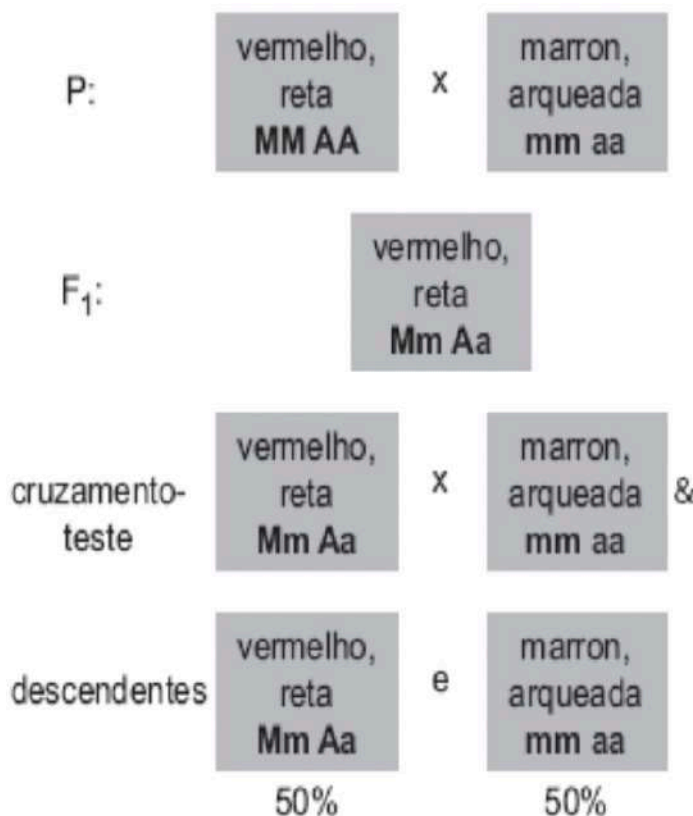 P:
vermelho,
reta
MM AA
x
marron,
arqueada
mm aa
F1:
vermelho,
reta
Mm Aa
cruzamento-
teste
vermelho,
reta
Mm Aa
x
marron,
arqueada
mm aa
&
descendentes
vermelho,
reta
Mm Aa
e
marron,
arqueada
mm aa
50%
50%